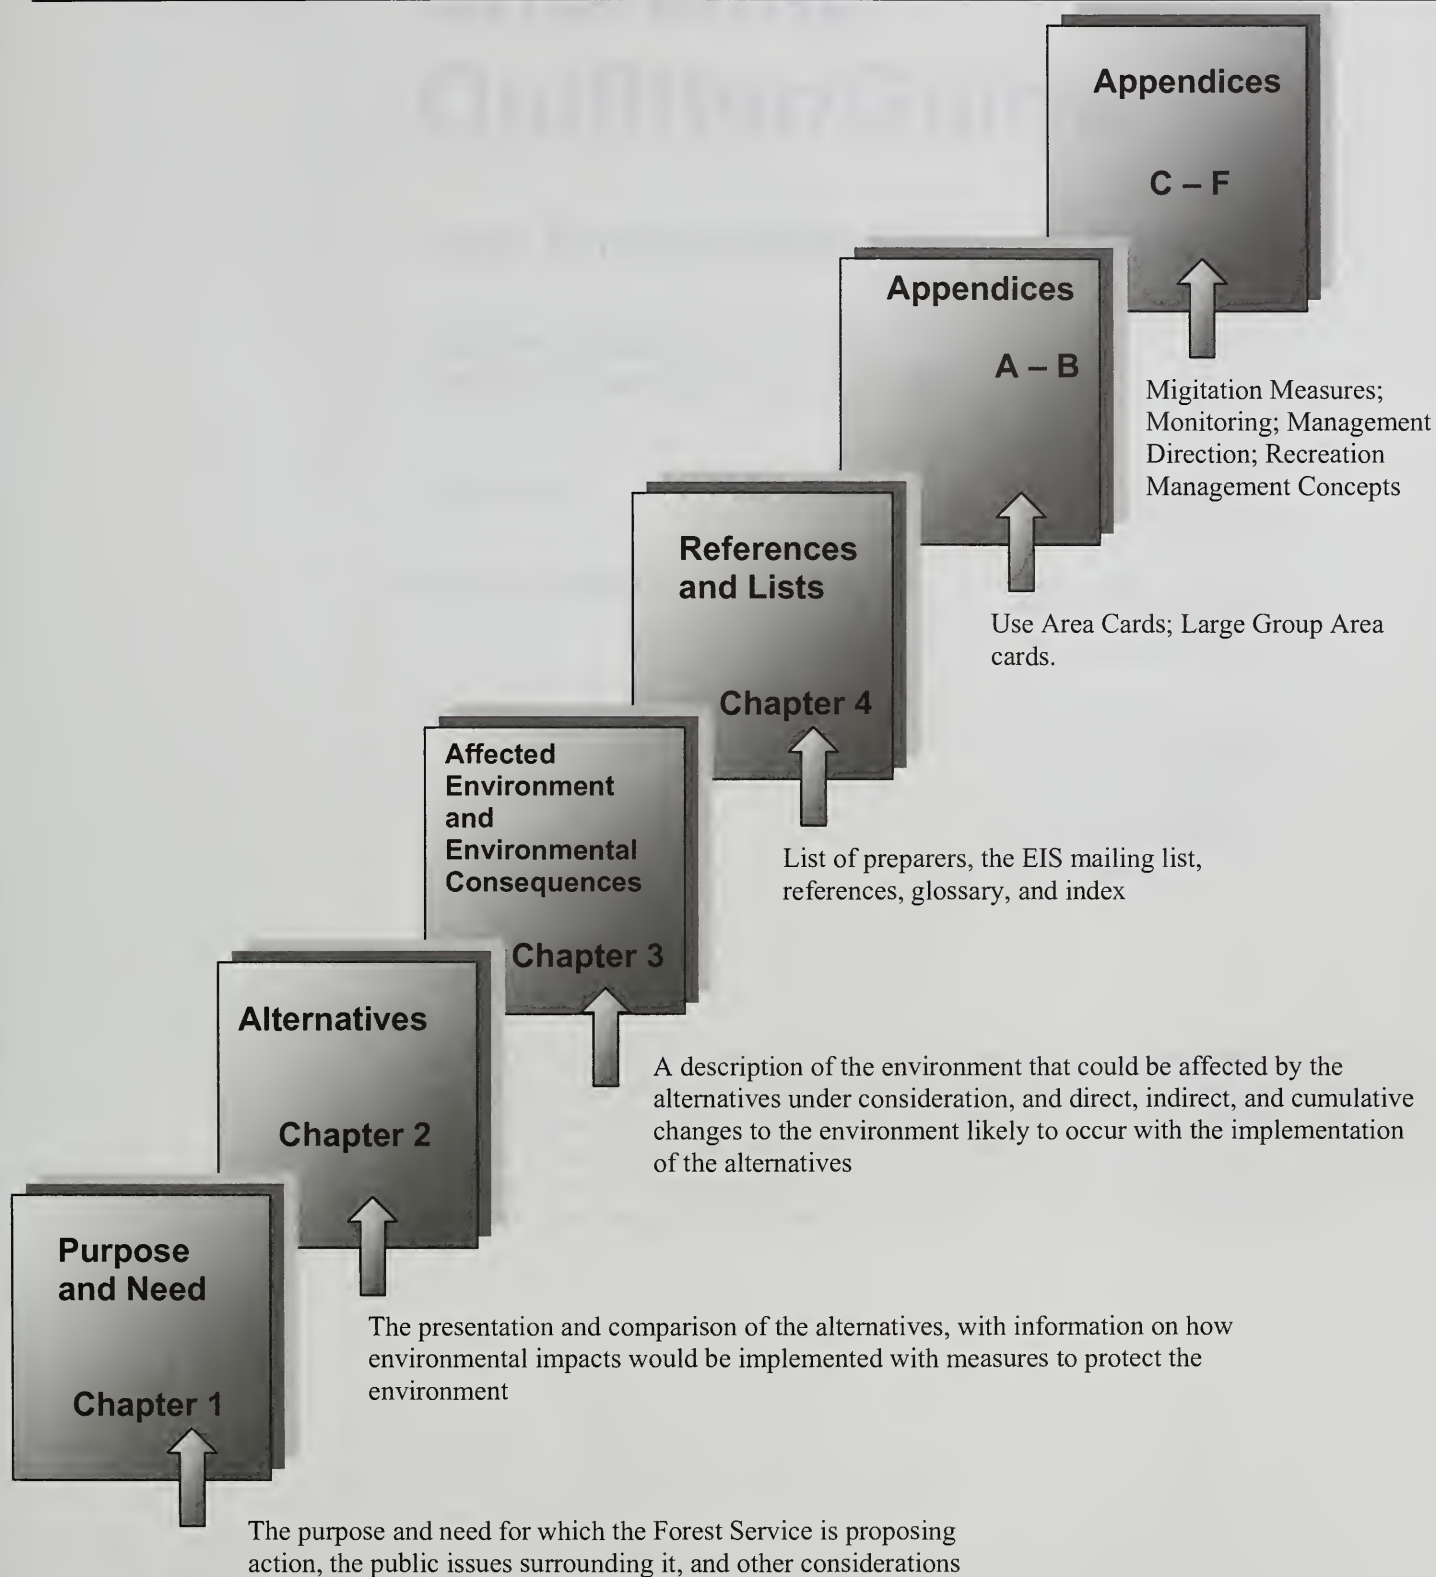 Appendices
C – F
Migitation Measures;
Monitoring; Management
Direction; Recreation
Management Concepts
Appendices
A – B
Use Area Cards; Large Group Area
cards.
References
and Lists
Chapter 4
List of preparers, the EIS mailing list,
references, glossary, and index
Affected
Environment
and
Environmental
Consequences
Chapter 3
A description of the environment that could be affected by the
alternatives under consideration, and direct, indirect, and cumulative
changes to the environment likely to occur with the implementation
of the alternatives
Alternatives
Chapter 2
The presentation and comparison of the alternatives, with information on how
environmental impacts would be implemented with measures to protect the
environment
Purpose
and Need
Chapter 1
The purpose and need for which the Forest Service is proposing
action, the public issues surrounding it, and other considerations